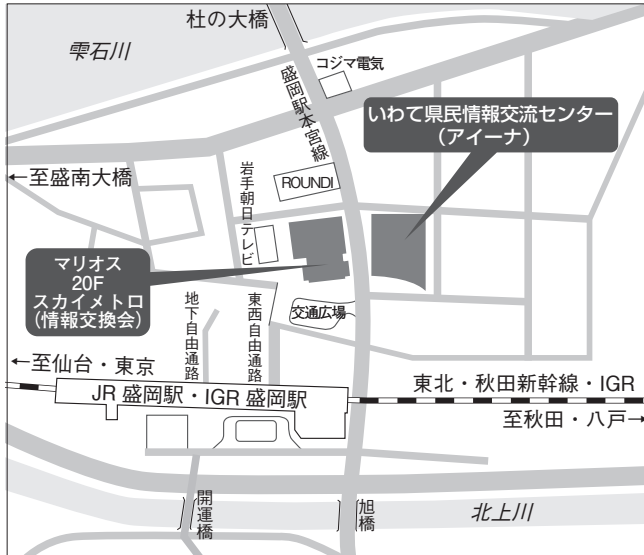 杜の大橋
雫石川
コジマ電気
盛岡駅本宮線
いわて県民情報交流センター
(アイーナ)
←至盛南大橋
岩手朝日テレビ
ROUNDI
マリオス
20F
スカイメトロ
(情報交換会)
地下自由通路
東西自由通路
交通広場
←至仙台・東京
JR 盛岡駅・IGR 盛岡駅
東北・秋田新幹線・IGR
至秋田・八戸→
開運橋
旭橋
北上川